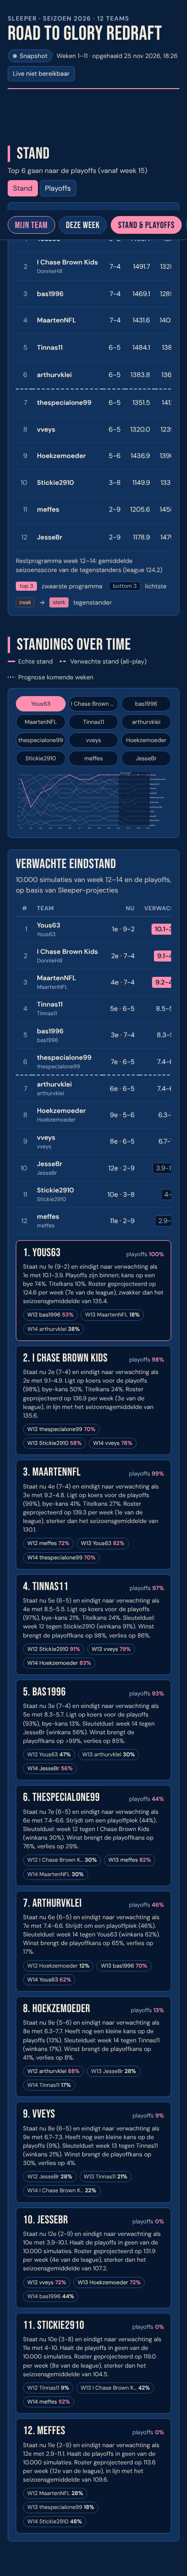 SLEEPER • SEIZOEN 2026 • 12 TEAMS
ROAD TO GLORY REDRAFT
Snapshot
Weken 1–11 · opgehaald 25 nov 2026, 18:26
Live niet bereikbaar
STAND
Top 6 gaan naar de playoffs (vanaf week 15)
Stand
Playoffs
MIJN TEAM
DEZE WEEK
STAND & PLAYOFFS
2 I Chase Brown Kids 7–4 1491.7
DonnieHill
3 bas1996 7–4 1469.1
4 MaartenNFL 7–4 1431.6
5 Tinnas11 6–5 1484.1
6 arthurvklei 6–5 1383.8
7 thespecialone99 6–5 1351.5
8 vveys 6–5 1320.0
9 Hoekzemoeder 5–6 1436.9
10 Stickie2910 3–8 1149.9
11 meffes 2–9 1205.6
12 JesseBr 2–9 1178.9
Restprogramma week 12–14: gemiddelde
seizoensscore van de tegenstanders (league 124.2)
top 3 zwaarste programma bottom 3 lichtste
zwak → sterk tegenstander
STANDINGS OVER TIME
Echte stand Verwachte stand (all-play)
Prognose komende weken
Yous63
I Chase Brown ...
bas1996
MaartenNFL
Tinnas11
arthurvklei
thespecialone99
vveys
Hoekzemoeder
Stickie2910
meffes
JesseBr
VERWACHTE EINDSTAND
10.000 simulaties van week 12–14 en de playoffs,
op basis van Sleeper-projecties
# TEAM NU
1 Yous63 1e · 9–2
Yous63
2 I Chase Brown Kids 2e · 7–4
I Chase Brown Kids
3 MaartenNFL 4e · 7–4
MaartenNFL
4 Tinnas11 5e · 6–5
Tinnas11
5 bas1996 3e · 7–4
bas1996
6 thespecialone99 7e · 6–5
thespecialone99
7 arthurvklei 6e · 6–5
arthurvklei
8 Hoekzemoeder 9e · 5–6
Hoekzemoeder
9 vveys 8e · 6–5
vveys
10 JesseBr 12e · 2–9
JesseBr
11 Stickie2910 10e · 3–8
Stickie2910
12 meffes 11e · 2–9
meffes
1. YOUS63 playoffs 100%
Staat nu 1e (9–2) en eindigt naar verwachting als
1e met 10.1–3.9. Playoffs zijn binnen; kans op een
bye 74%. Titelkans 10%. Roster geprojecteerd op
124.6 per week (7e van de league), zwakker dan het
seizoensgemiddelde van 135.4.
W12 bas1996 53%
W13 MaartenNFL 18%
W14 arthurvklei 38%
2. I CHASE BROWN KIDS playoffs 98%
Staat nu 2e (7–4) en eindigt naar verwachting als
2e met 9.1–4.9. Ligt op koers voor de playoffs
(98%), bye-kans 50%. Titelkans 24%. Roster
geprojecteerd op 136.9 per week (3e van de
league), in lijn met het seizoensgemiddelde van
135.6.
W12 thespecialone99 70%
W13 Stickie2910 58%
W14 vveys 78%
3. MAARTENNFL playoffs 99%
Staat nu 4e (7–4) en eindigt naar verwachting als
3e met 9.2–4.8. Ligt op koers voor de playoffs
(99%), bye-kans 41%. Titelkans 27%. Roster
geprojecteerd op 139.3 per week (1e van de
league), sterker dan het seizoensgemiddelde van
130.1.
W12 meffes 72%
W13 Yous63 82%
W14 thespecialone99 70%
4. TINNAS11 playoffs 97%
Staat nu 5e (6–5) en eindigt naar verwachting als
4e met 8.5–5.5. Ligt op koers voor de playoffs
(97%), bye-kans 21%. Titelkans 24%. Sleutelduel:
week 12 tegen Stickie2910 (winkans 91%). Winst
brengt de playoffkans op 98%, verlies op 86%.
W12 Stickie2910 91%
W13 vveys 79%
W14 Hoekzemoeder 83%
5. BAS1996 playoffs 93%
Staat nu 3e (7–4) en eindigt naar verwachting als
5e met 8.3–5.7. Ligt op koers voor de playoffs
(93%), bye-kans 13%. Sleutelduel: week 14 tegen
JesseBr (winkans 56%). Winst brengt de
playoffkans op >99%, verlies op 85%.
W12 Yous63 47%
W13 arthurvklei 30%
W14 JesseBr 56%
6. THESPECIALONE99 playoffs 44%
Staat nu 7e (6–5) en eindigt naar verwachting als
6e met 7.4–6.6. Strijdt om een playoffplek (44%).
Sleutelduel: week 12 tegen I Chase Brown Kids
(winkans 30%). Winst brengt de playoffkans op
76%, verlies op 29%.
W12 I Chase Brown K... 30%
W13 meffes 82%
W14 MaartenNFL 30%
7. ARTHURVKLEI playoffs 46%
Staat nu 6e (6–5) en eindigt naar verwachting als
7e met 7.4–6.6. Strijdt om een playoffplek (46%).
Sleutelduel: week 14 tegen Yous63 (winkans 62%).
Winst brengt de playoffkans op 65%, verlies op
17%.
W12 Hoekzemoeder 12%
W13 bas1996 70%
W14 Yous63 62%
8. HOEKZEMOEDER playoffs 13%
Staat nu 9e (5–6) en eindigt naar verwachting als
8e met 6.3–7.7. Heeft nog een kleine kans op de
playoffs (13%). Sleutelduel: week 14 tegen Tinnas11
(winkans 17%). Winst brengt de playoffkans op
41%, verlies op 8%.
W12 arthurvklei 88%
W13 JesseBr 28%
W14 Tinnas11 17%
9. VVEYS playoffs 9%
Staat nu 8e (6–5) en eindigt naar verwachting als
9e met 6.7–7.3. Heeft nog een kleine kans op de
playoffs (9%). Sleutelduel: week 13 tegen Tinnas11
(winkans 21%). Winst brengt de playoffkans op
30%, verlies op 4%.
W12 JesseBr 28%
W13 Tinnas11 21%
W14 I Chase Brown K... 22%
10. JESSEBR playoffs 0%
Staat nu 12e (2–9) en eindigt naar verwachting als
10e met 3.9–10.1. Haalt de playoffs in geen van de
10.000 simulaties. Roster geprojecteerd op 131.9
per week (4e van de league), sterker dan het
seizoensgemiddelde van 107.2.
W12 vveys 72%
W13 Hoekzemoeder 72%
W14 bas1996 44%
11. STICKIE2910 playoffs 0%
Staat nu 10e (3–8) en eindigt naar verwachting als
11e met 4–10. Haalt de playoffs in geen van de
10.000 simulaties. Roster geprojecteerd op 119.0
per week (8e van de league), sterker dan het
seizoensgemiddelde van 104.5.
W12 Tinnas11 9%
W13 I Chase Brown K... 42%
W14 meffes 52%
12. MEFFES playoffs 0%
Staat nu 11e (2–9) en eindigt naar verwachting als
12e met 2.9–11.1. Haalt de playoffs in geen van de
10.000 simulaties. Roster geprojecteerd op 113.6
per week (12e van de league), in lijn met het
seizoensgemiddelde van 109.6.
W12 MaartenNFL 28%
W13 thespecialone99 18%
W14 Stickie2910 48%